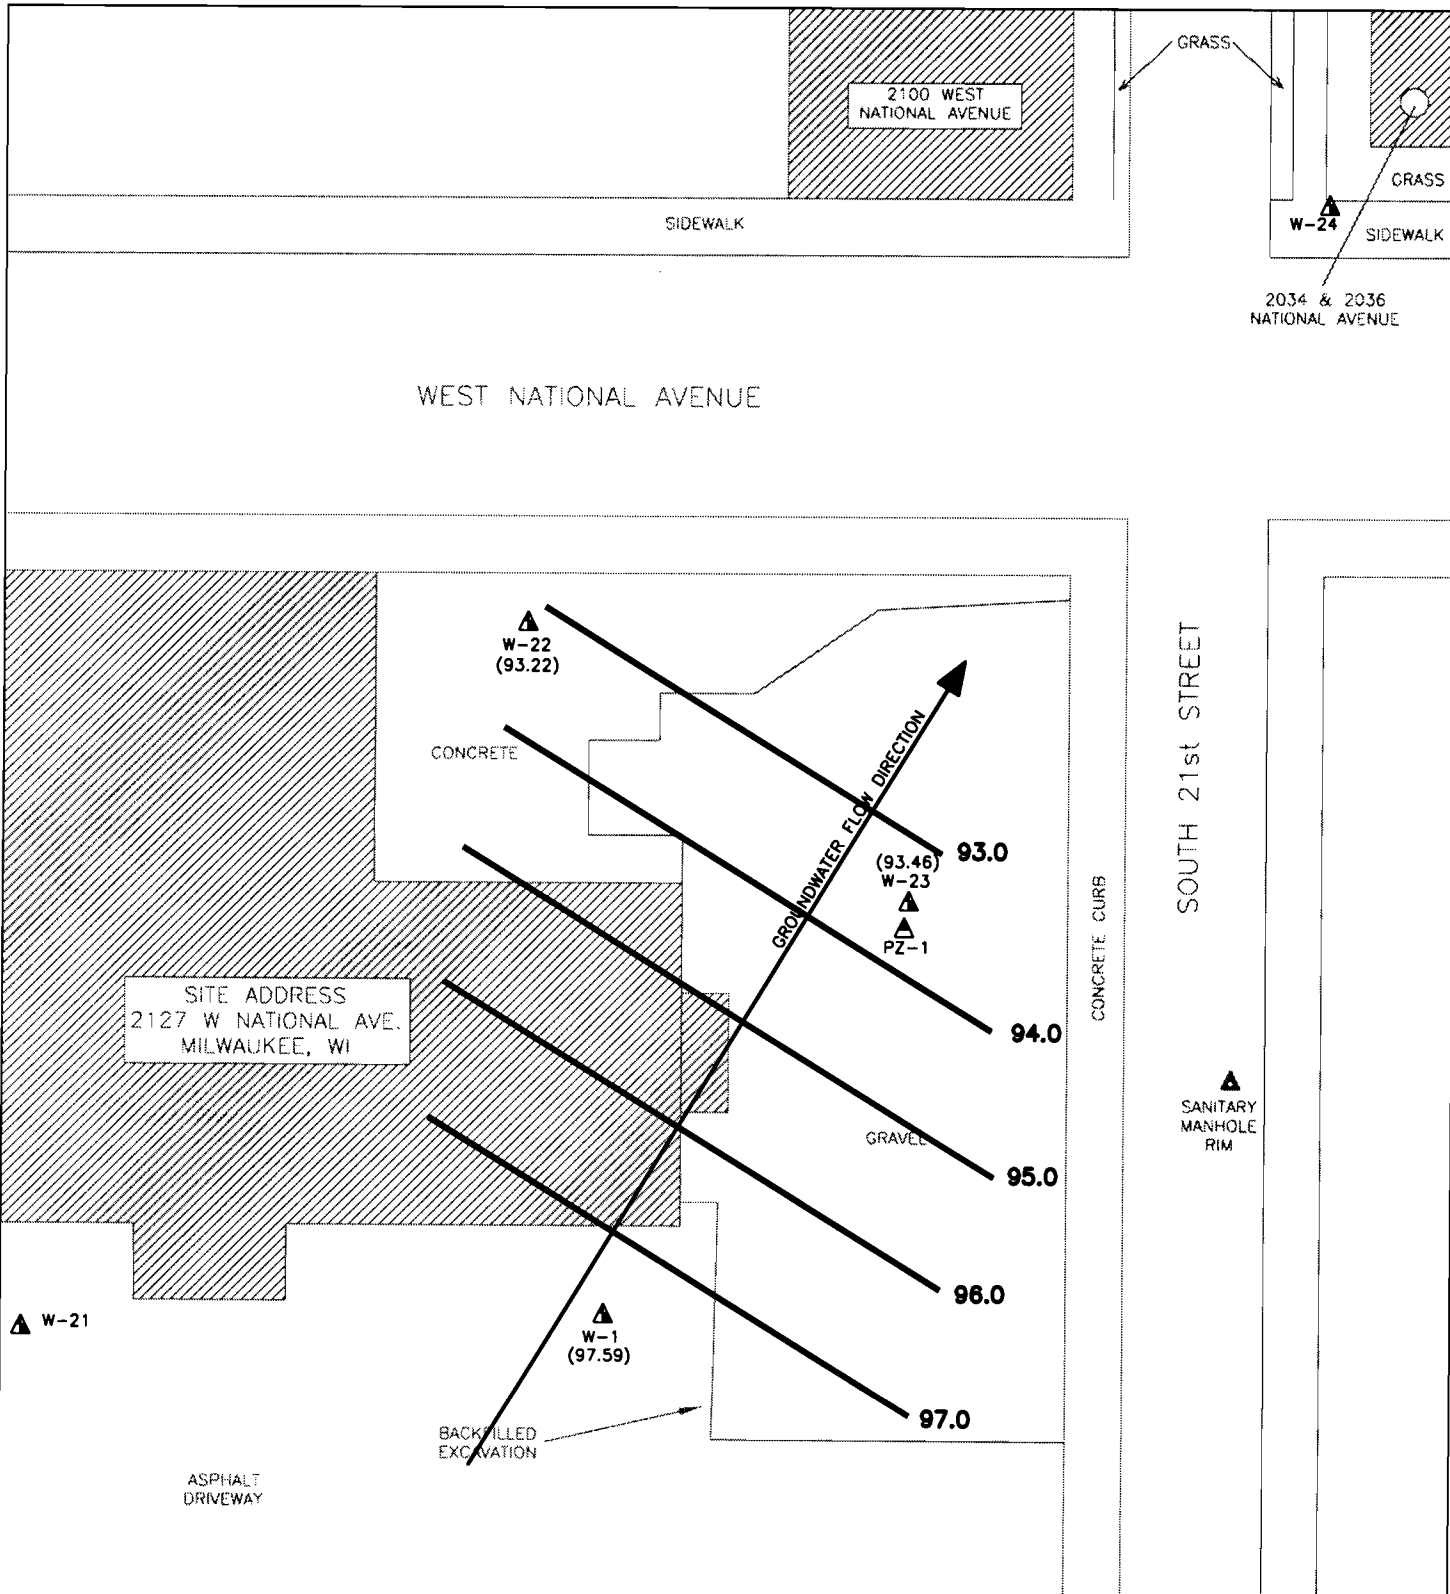 GRASS
2100 WEST
NATIONAL AVENUE
GRASS
W-24
SIDEWALK
SIDEWALK
2034 & 2036
NATIONAL AVENUE
WEST NATIONAL AVENUE
W-22
(93.22)
SOUTH 21st STREET
CONCRETE
GROUNDWATER FLOW DIRECTION
93.0
(93.46)
W-23
PZ-1
CONCRETE CURB
SITE ADDRESS
2127 W NATIONAL AVE.
MILWAUKEE, WI
94.0
SANITARY
MANHOLE
RIM
GRAVEL
95.0
96.0
W-21
W-1
(97.59)
97.0
BACKFILLED
EXCAVATION
ASPHALT
DRIVEWAY